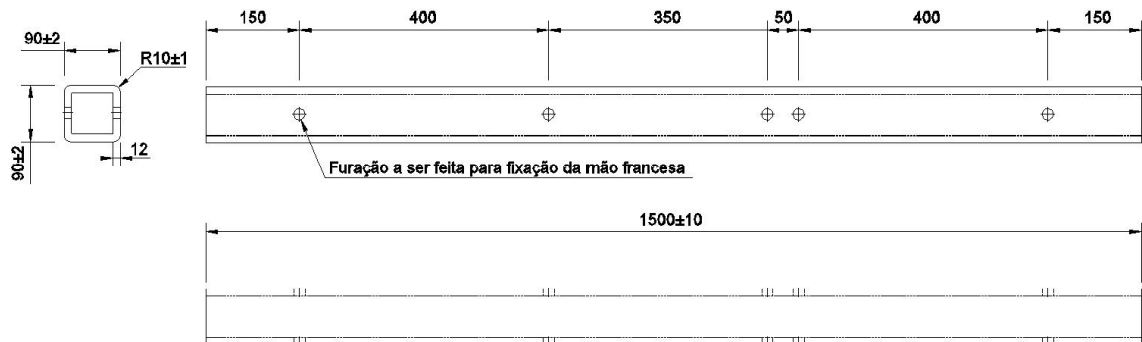 150 400 350 50 400 150
90±2
R10±1
90±2
12
Furação a ser feita para fixação da mão francesa
1500±10